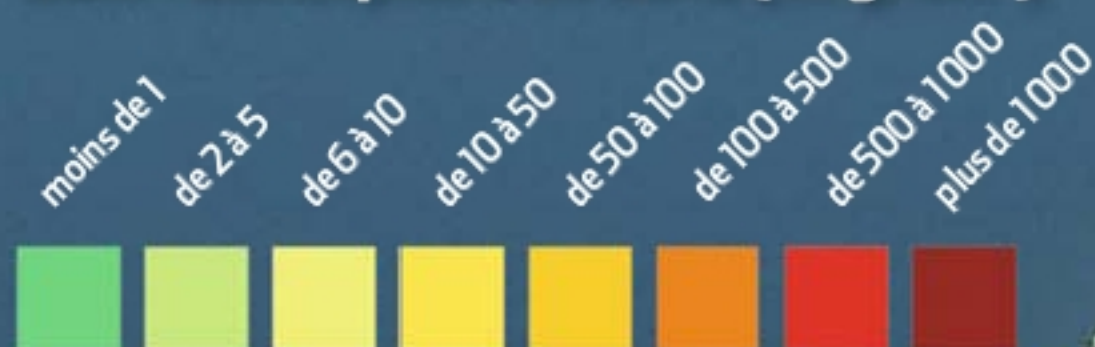 moins de 1
de 2 à 5
de 6 à 10
de 10 à 50
de 50 à 100
de 100 à 500
de 500 à 1000
plus de 1000